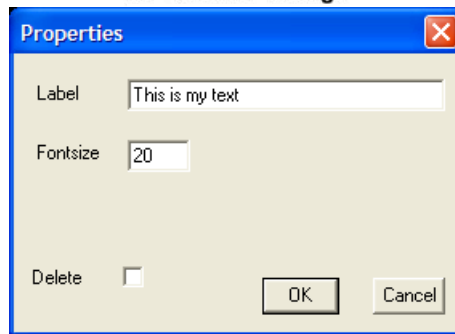 Properties
Label This is my text
Fontsize 20
Delete
OK Cancel